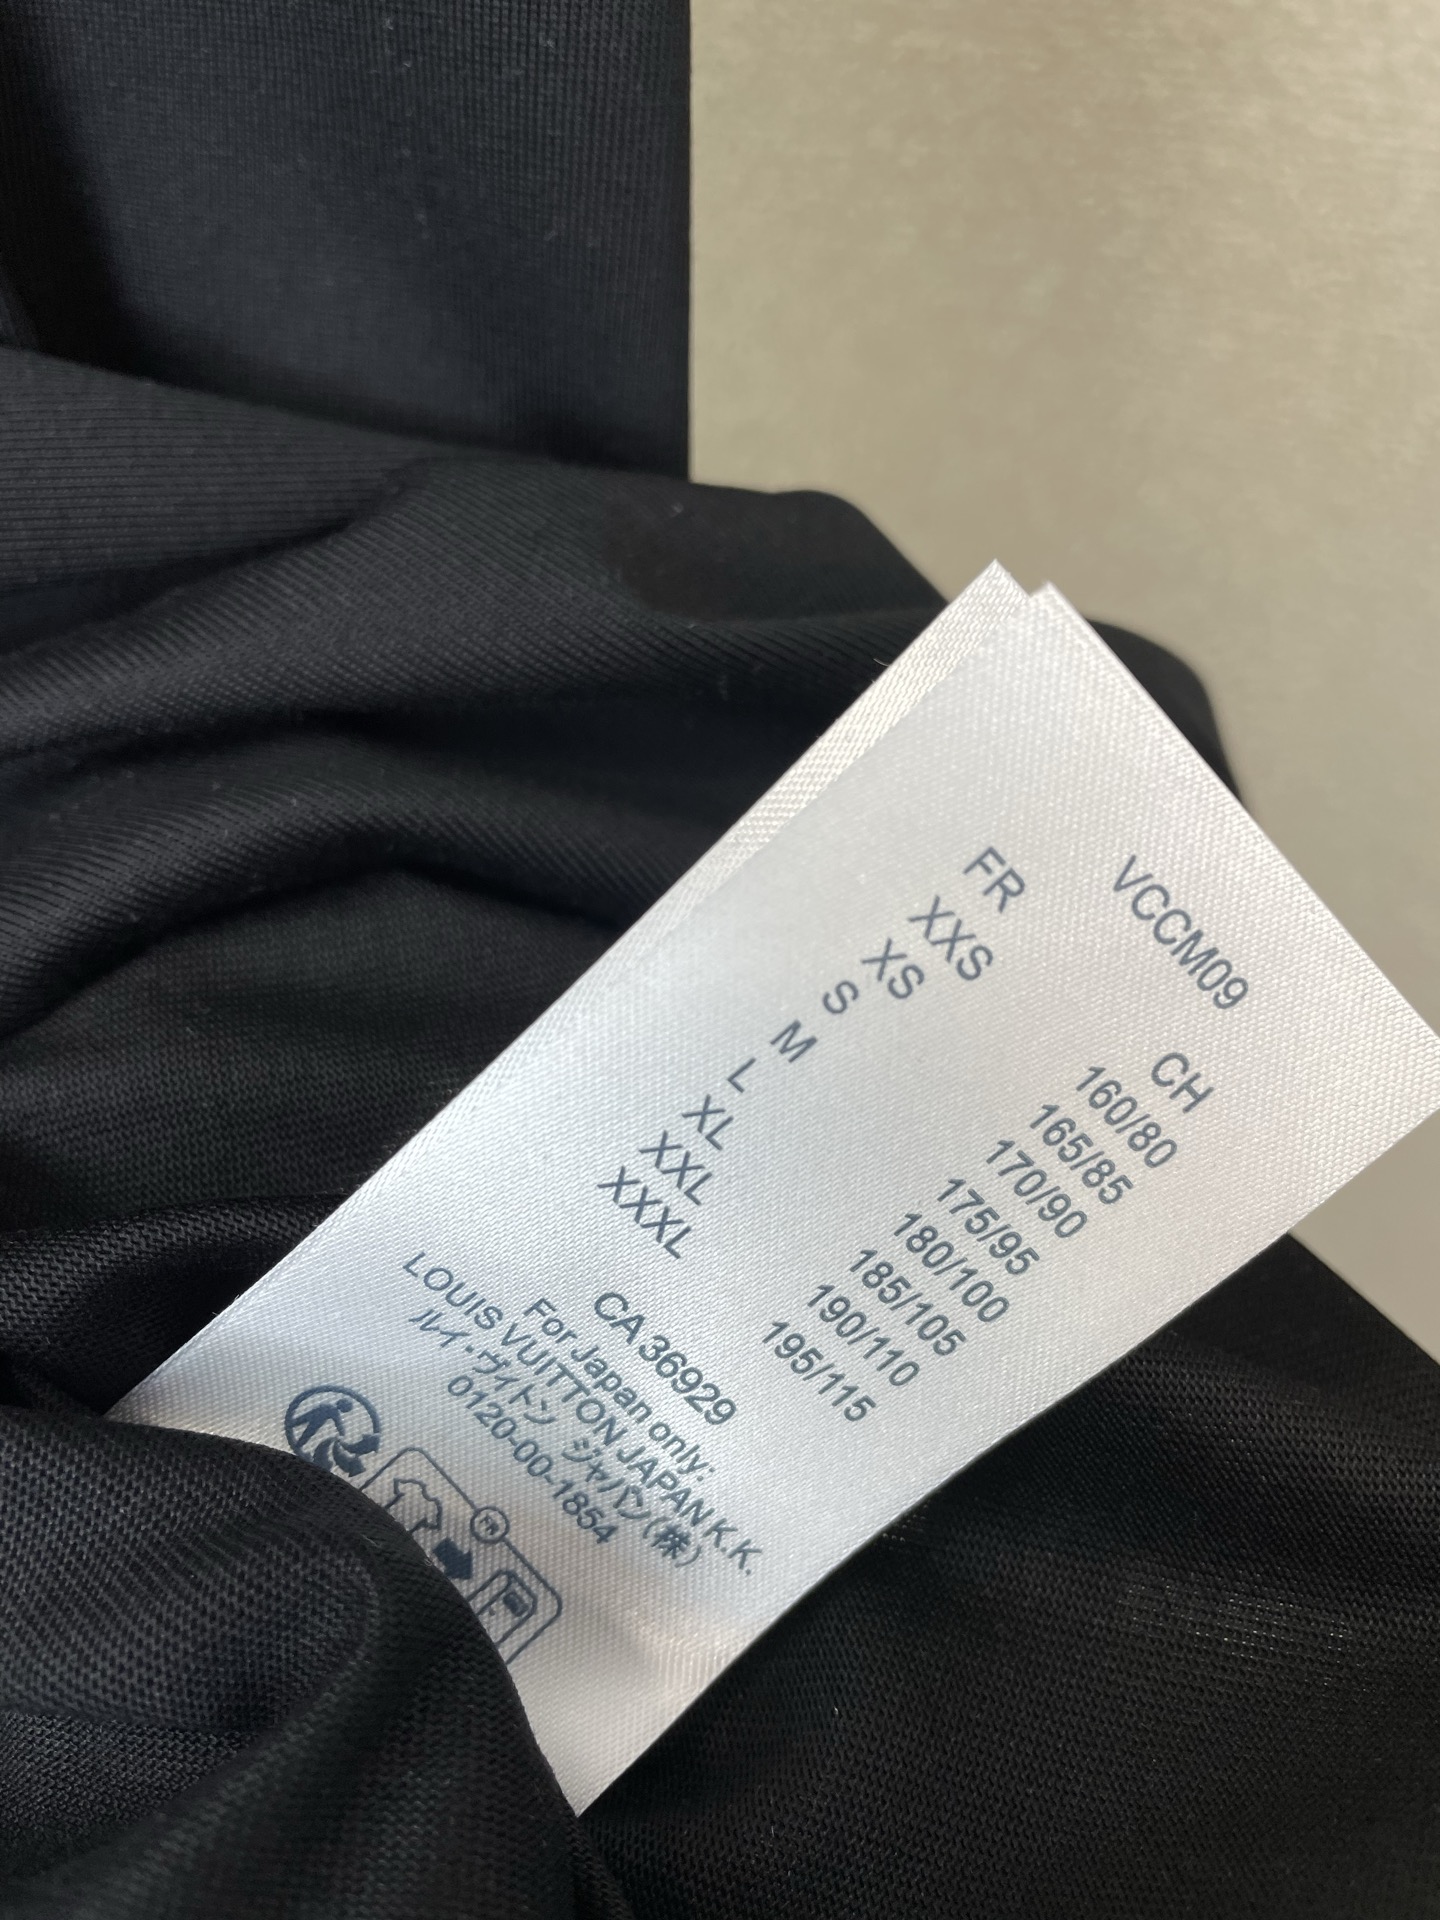 VCCM09
FR CH
XXS 160/80
XS 165/85
S 170/90
M 175/95
L 180/100
XL 185/105
XXL 190/110
XXXL 195/115
CA 36929
For Japan only:
LOUIS VUITTON JAPAN K.K.
ルイ・ヴィトン ジャパン(株)
0120-00-1854
FR